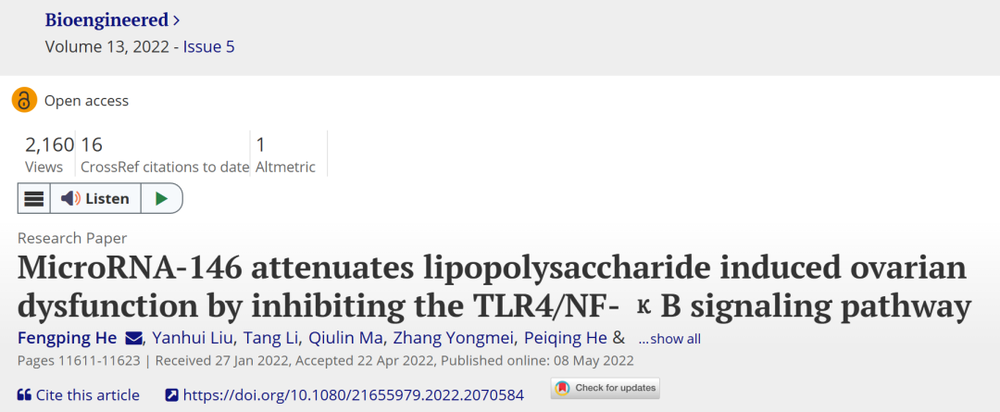 Bioengineered >
Volume 13, 2022 - Issue 5
Open access
2,160 16 1
Views CrossRef citations to date Altmetric
Listen
Research Paper
MicroRNA-146 attenuates lipopolysaccharide induced ovarian
dysfunction by inhibiting the TLR4/NF- κ B signaling pathway
Fengping He, Yanhui Liu, Tang Li, Qiulin Ma, Zhang Yongmei, Peiqing He & ...show all
Pages 11611-11623 | Received 27 Jan 2022, Accepted 22 Apr 2022, Published online: 08 May 2022
Cite this article https://doi.org/10.1080/21655979.2022.2070584 Check for updates